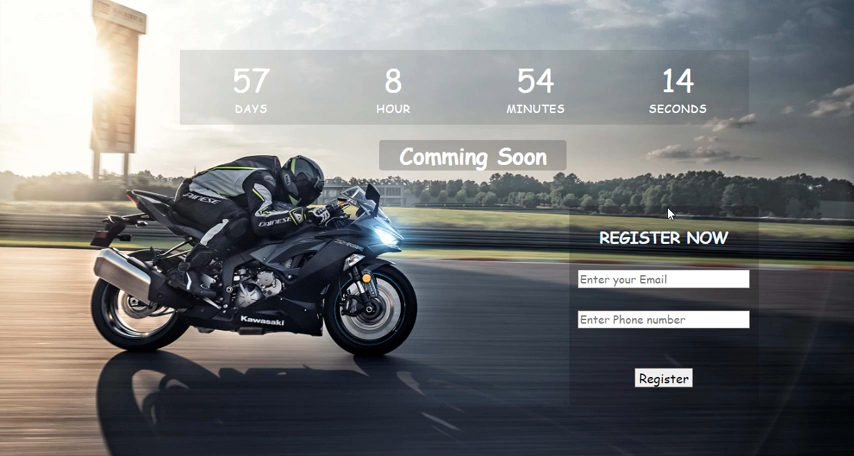 57 8 54 14
DAYS HOUR MINUTES SECONDS
Comming Soon
REGISTER NOW
Enter your Email
Enter Phone number
Register
Kawasaki